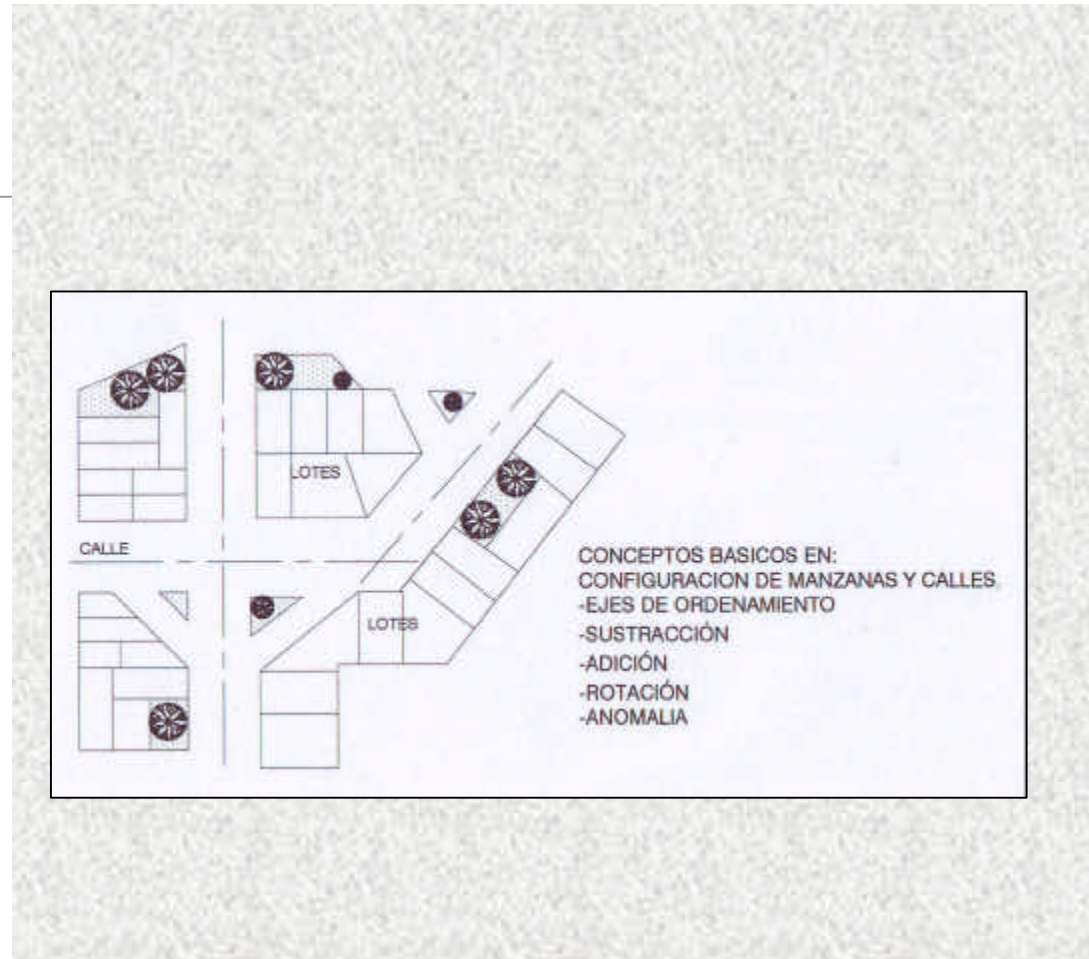 LOTES
CALLE
LOTES
CONCEPTOS BASICOS EN:
CONFIGURACION DE MANZANAS Y CALLES.
-EJES DE ORDENAMIENTO
-SUSTRACCIÓN
-ADICIÓN
-ROTACIÓN
-ANOMALIA